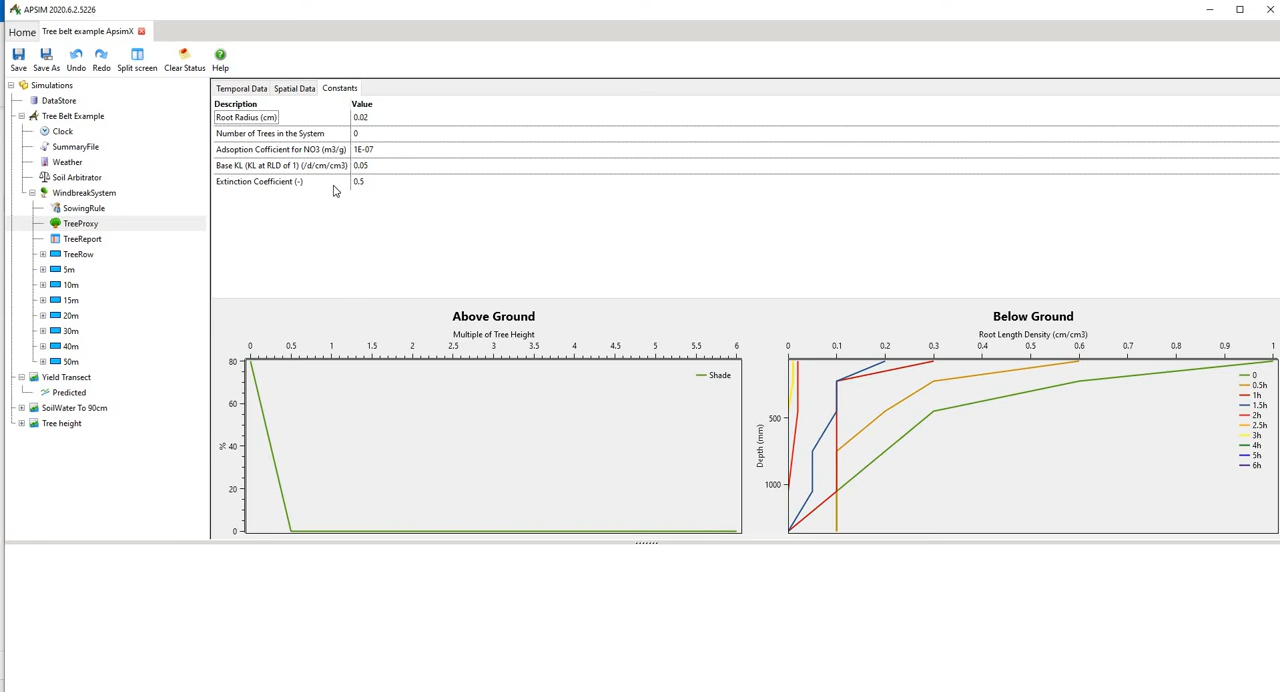 APSIM 2020.6.2.5226
Home Tree belt example ApsimX
Save Save As Undo Redo Split screen Clear Status Help
Simulations
DataStore
Tree Belt Example
Clock
SummaryFile
Weather
Soil Arbitrator
WindbreakSystem
SowingRule
TreeProxy
TreeReport
TreeRow
5m
10m
15m
20m
30m
40m
50m
Yield Transect
Predicted
SoilWater To 90cm
Tree height
Temporal Data Spatial Data Constants
Description Value
Root Radius (cm) 0.02
Number of Trees in the System 0
Adsoption Cofficient for NO3 (m3/g) 1E-07
Base KL (KL at RLD of 1) (/d/cm/cm3) 0.05
Extinction Coefficient (-) 0.5
Above Ground
Multiple of Tree Height
0 0.5 1 1.5 2 2.5 3 3.5 4 4.5 5 5.5 6
80
60
40
20
0
%
Shade
Below Ground
Root Length Density (cm/cm3)
0 0.1 0.2 0.3 0.4 0.5 0.6 0.7 0.8 0.9 1
500
1000
Depth (mm)
0
0.5h
1h
1.5h
2h
2.5h
3h
4h
5h
6h